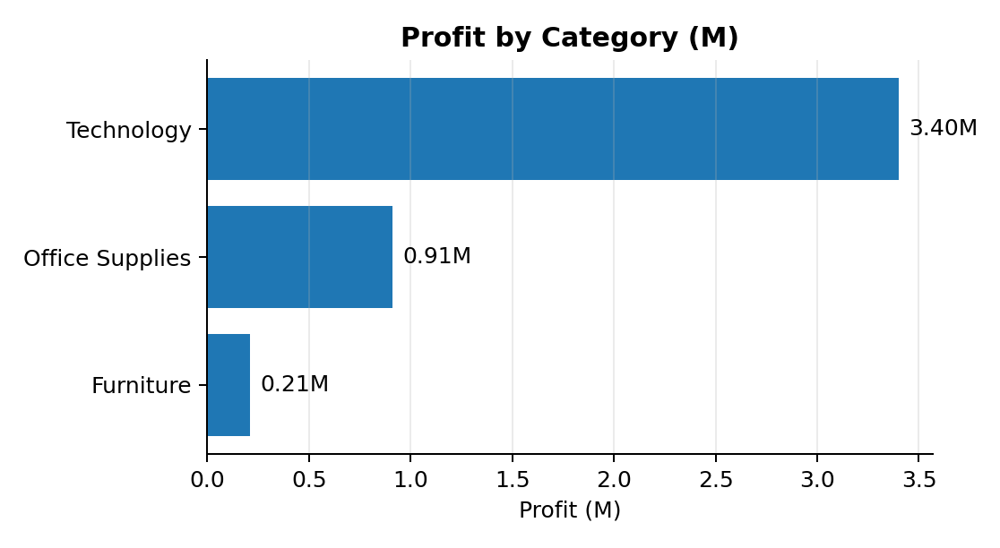 Profit by Category (M)
Technology
3.40M
Office Supplies
0.91M
Furniture
0.21M
0.0 0.5 1.0 1.5 2.0 2.5 3.0 3.5
Profit (M)